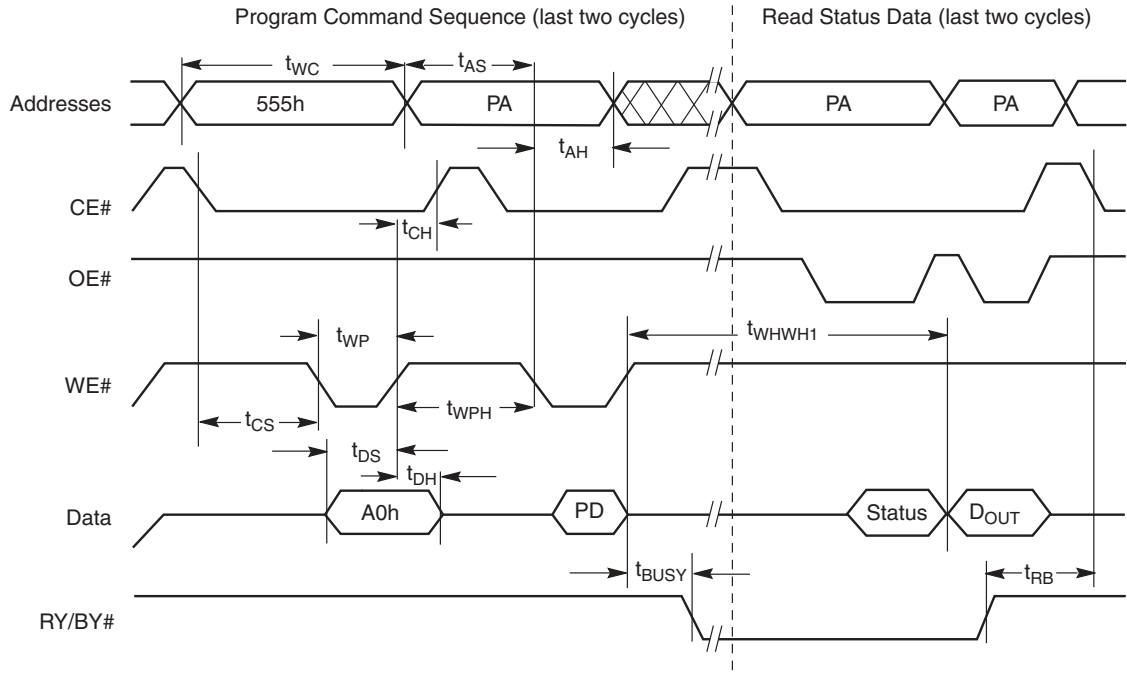 Program Command Sequence (last two cycles)
Read Status Data (last two cycles)
tWC
tAS
Addresses
555h
PA
PA
PA
tAH
CE#
tCH
OE#
tWP
tWHWH1
WE#
tCS
tWPH
tDS
tDH
Data
A0h
PD
Status
DOUT
tBUSY
tRB
RY/BY#